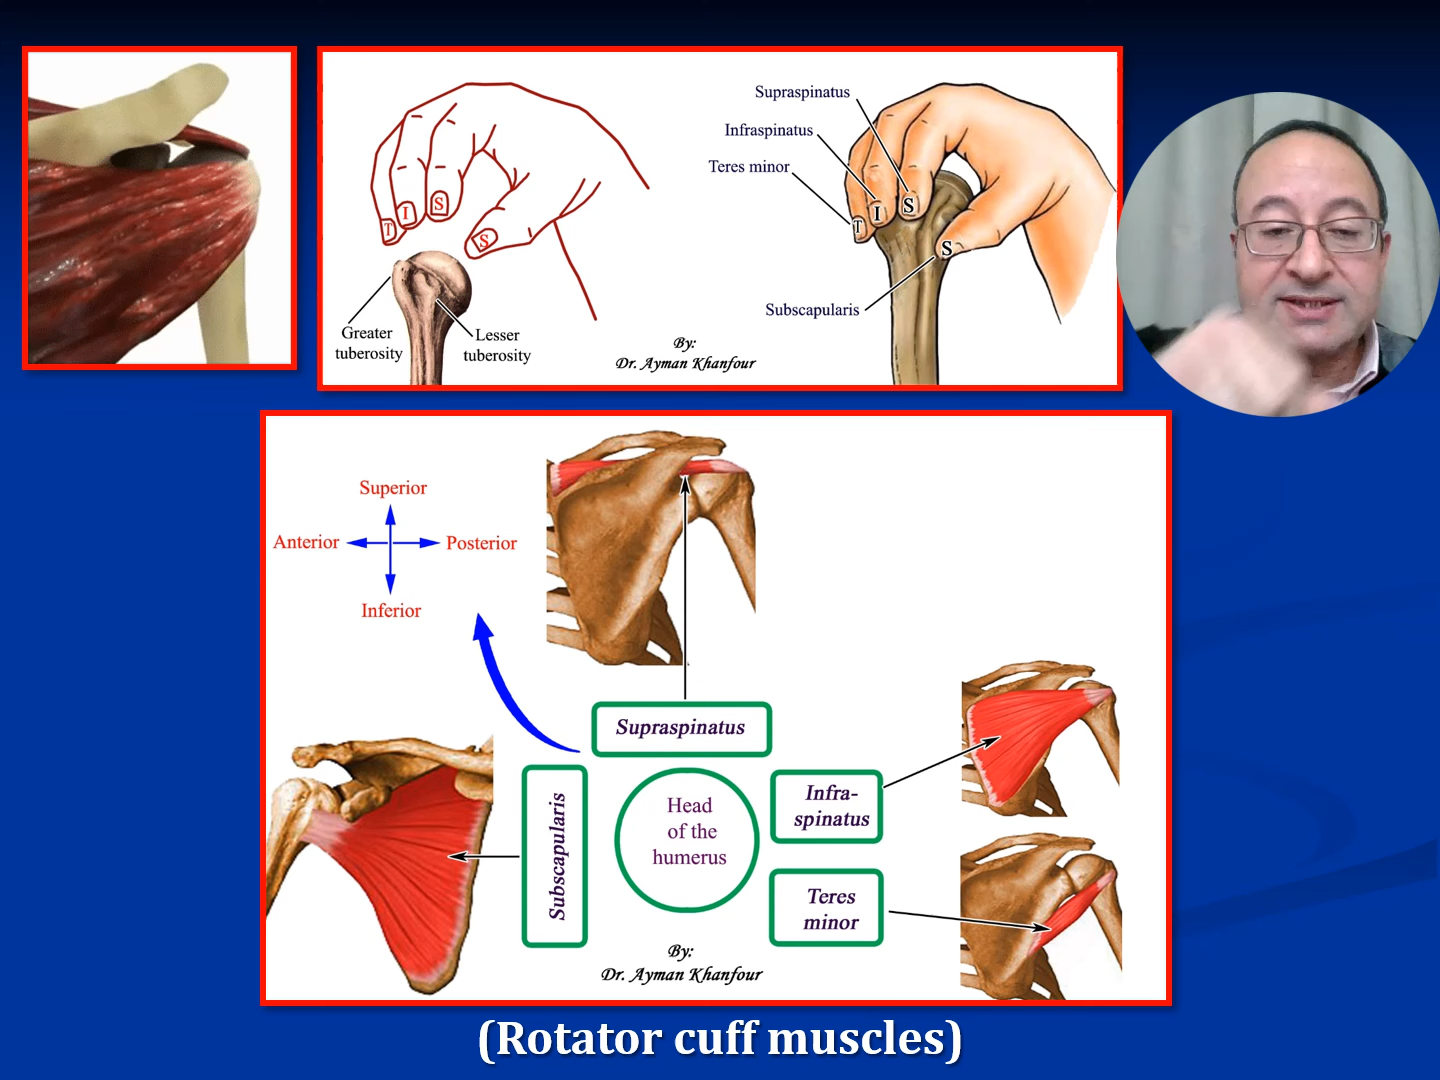 T
I
S
S
Greater
tuberosity
Lesser
tuberosity
By:
Dr. Ayman Khanfour
Supraspinatus
Infraspinatus
Teres minor
T
I
S
S
Subscapularis
Superior
Anterior
Posterior
Inferior
Supraspinatus
Subscapularis
Head
of the
humerus
Infra-
spinatus
Teres
minor
By:
Dr. Ayman Khanfour
(Rotator cuff muscles)